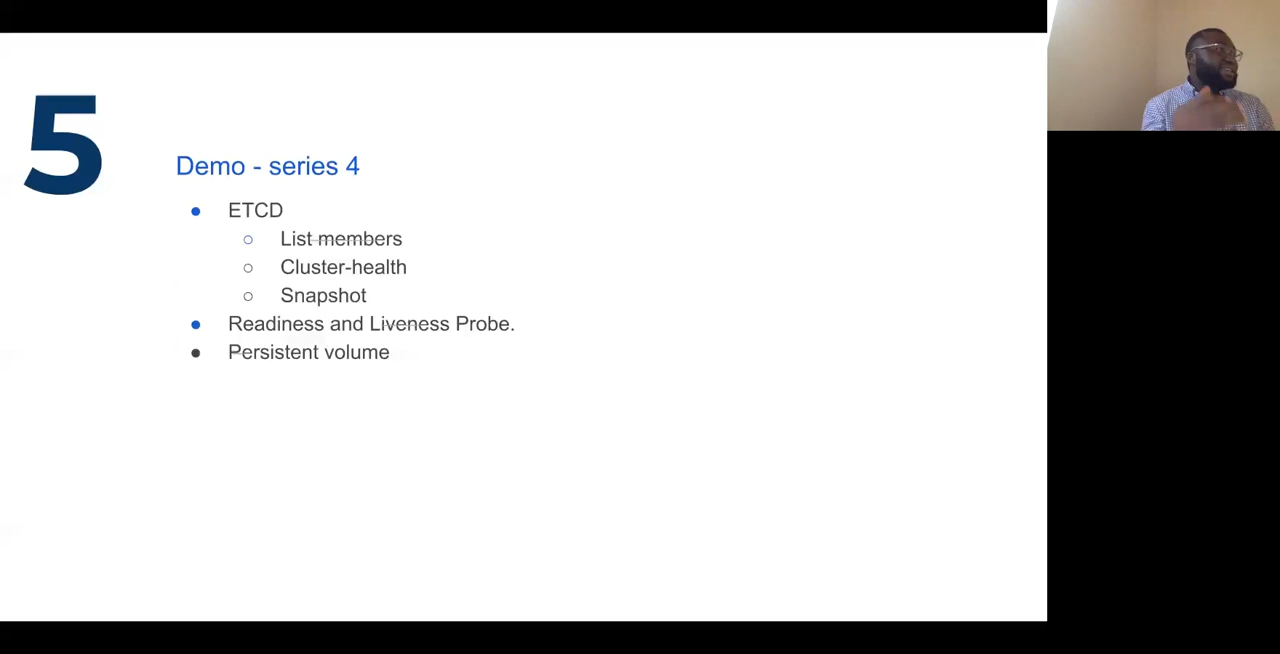 5
Demo - series 4
● ETCD
○ List members
○ Cluster-health
○ Snapshot
● Readiness and Liveness Probe.
● Persistent volume